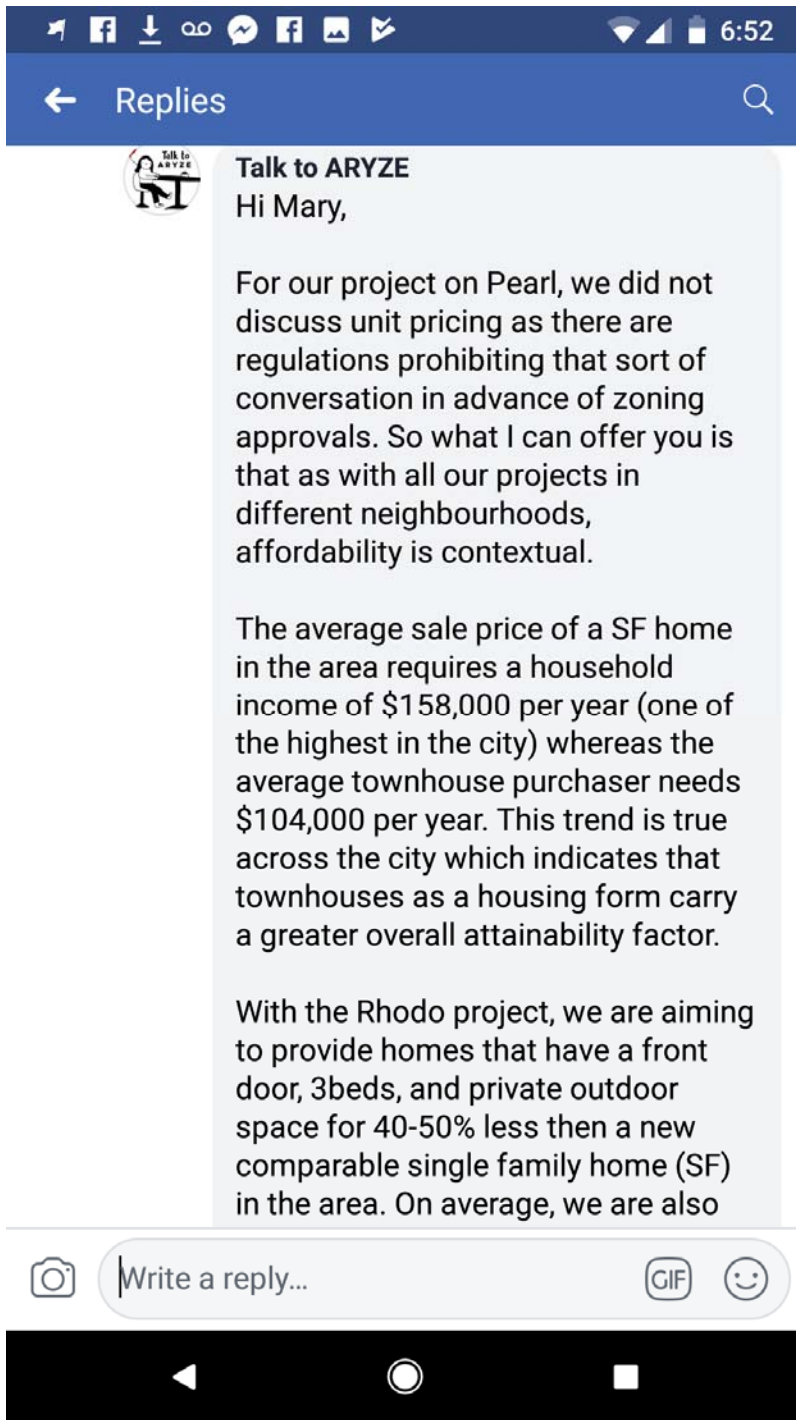 6:52
Replies
Talk to
ARYZE
Talk to ARYZE
Hi Mary,
For our project on Pearl, we did not
discuss unit pricing as there are
regulations prohibiting that sort of
conversation in advance of zoning
approvals. So what I can offer you is
that as with all our projects in
different neighbourhoods,
affordability is contextual.
The average sale price of a SF home
in the area requires a household
income of $158,000 per year (one of
the highest in the city) whereas the
average townhouse purchaser needs
$104,000 per year. This trend is true
across the city which indicates that
townhouses as a housing form carry
a greater overall attainability factor.
With the Rhodo project, we are aiming
to provide homes that have a front
door, 3beds, and private outdoor
space for 40-50% less then a new
comparable single family home (SF)
in the area. On average, we are also
Write a reply...
GIF